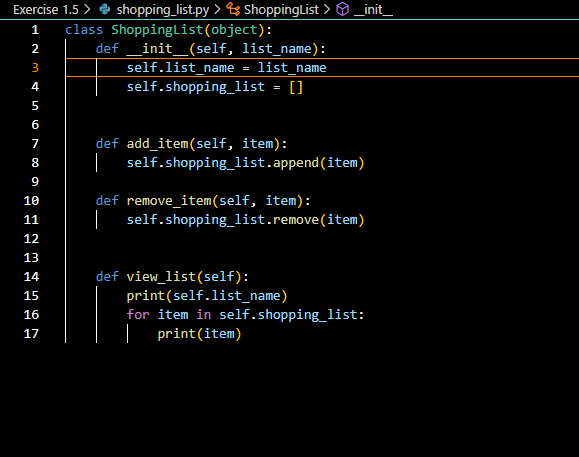 Exercise 1.5 > shopping_list.py > ShoppingList > __init__
1 class ShoppingList(object):
2     def __init__(self, list_name):
3         self.list_name = list_name
4         self.shopping_list = []
5
6
7     def add_item(self, item):
8         self.shopping_list.append(item)
9
10     def remove_item(self, item):
11         self.shopping_list.remove(item)
12
13
14     def view_list(self):
15         print(self.list_name)
16         for item in self.shopping_list:
17             print(item)